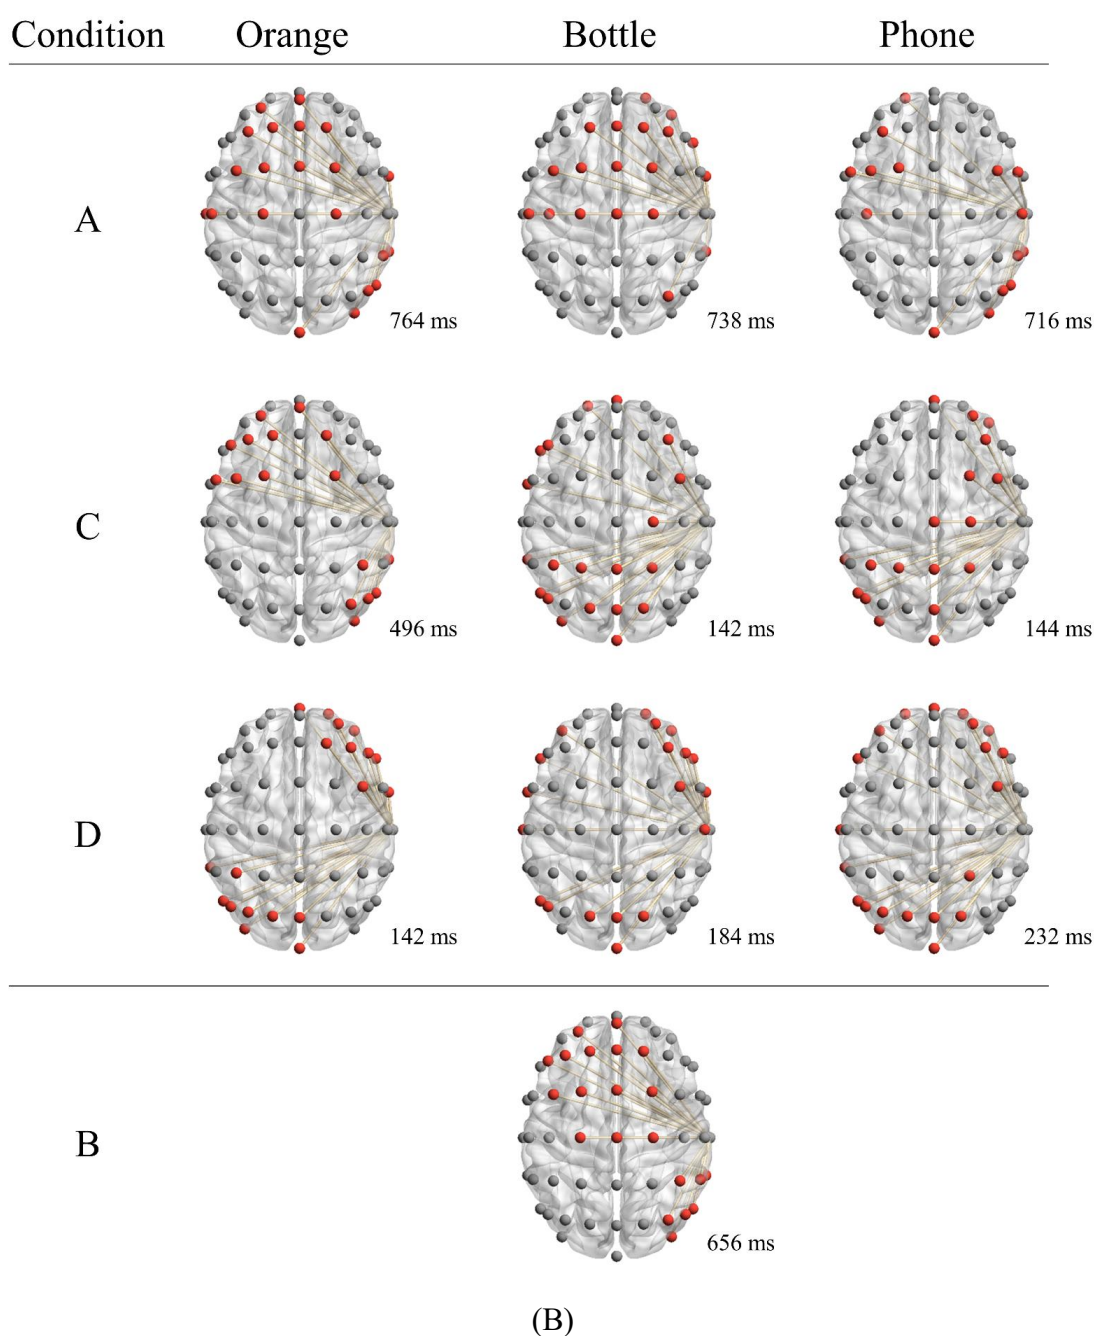 Condition Orange Bottle Phone
A
764 ms 738 ms 716 ms
C
496 ms 142 ms 144 ms
D
142 ms 184 ms 232 ms
B
656 ms
(B)